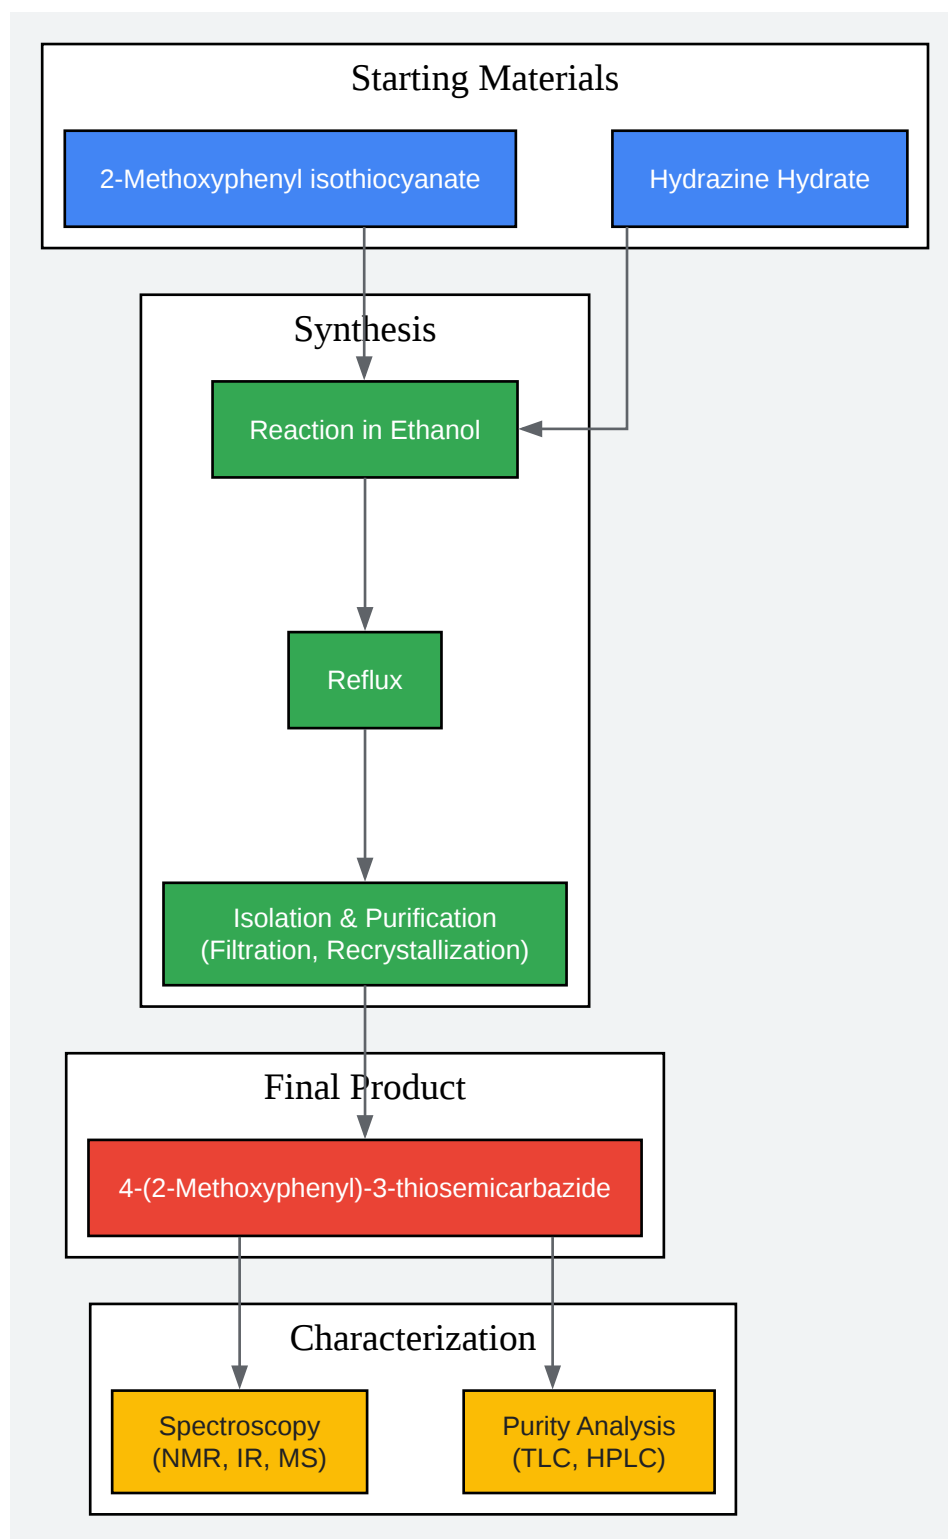 Starting Materials
2-Methoxyphenyl isothiocyanate
Hydrazine Hydrate
Synthesis
Reaction in Ethanol
Reflux
Isolation & Purification
(Filtration, Recrystallization)
Final Product
4-(2-Methoxyphenyl)-3-thiosemicarbazide
Characterization
Spectroscopy
(NMR, IR, MS)
Purity Analysis
(TLC, HPLC)